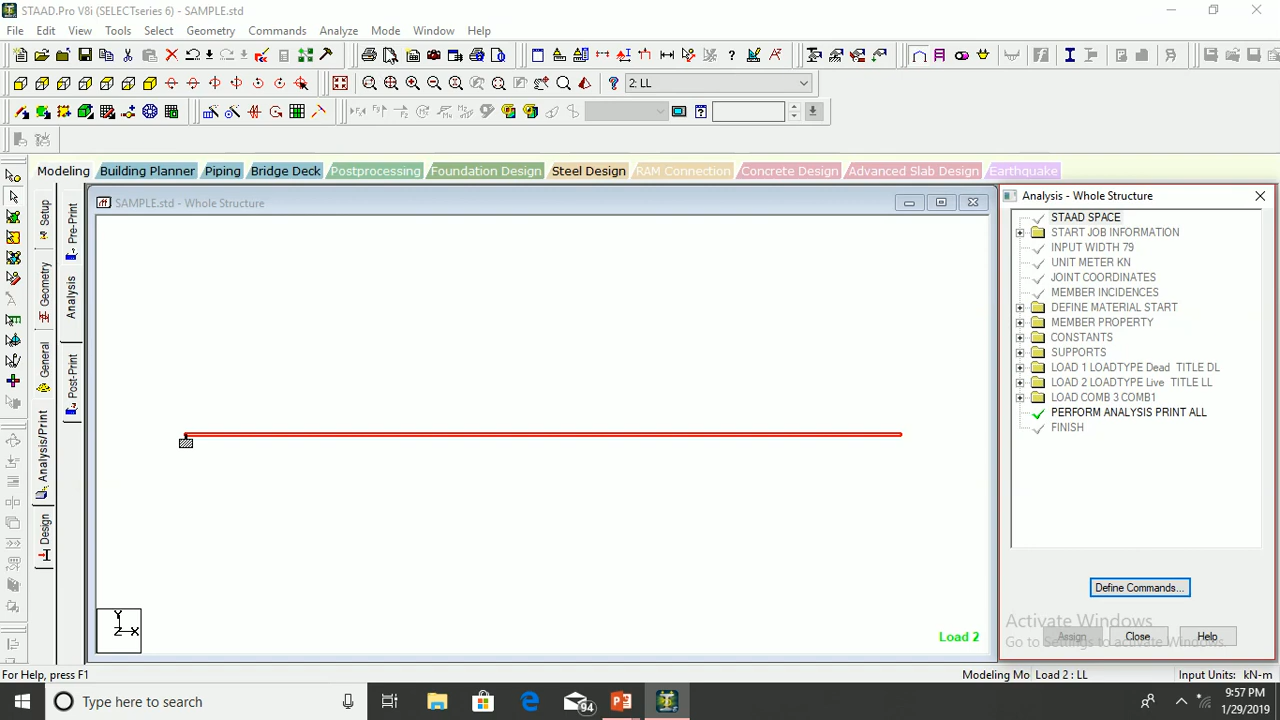 STAAD.Pro V8i (SELECTseries 6) - SAMPLE.std
File Edit View Tools Select Geometry Commands Analyze Mode Window Help
2: LL
Modeling Building Planner Piping Bridge Deck Postprocessing Foundation Design Steel Design RAM Connection Concrete Design Advanced Slab Design Earthquake
Setup
Geometry
General
Analysis/Print
Design
Pre-Print
Analysis
Post-Print
SAMPLE.std - Whole Structure
Y
Z X
Load 2
Analysis - Whole Structure
STAAD SPACE
START JOB INFORMATION
INPUT WIDTH 79
UNIT METER KN
JOINT COORDINATES
MEMBER INCIDENCES
DEFINE MATERIAL START
MEMBER PROPERTY
CONSTANTS
SUPPORTS
LOAD 1 LOADTYPE Dead TITLE DL
LOAD 2 LOADTYPE Live TITLE LL
LOAD COMB 3 COMB1
PERFORM ANALYSIS PRINT ALL
FINISH
Define Commands...
Activate Windows
Go to Settings to activate Windows.
Assign Close Help
For Help, press F1
Modeling Mo Load 2 : LL Input Units: kN-m
Type here to search
94
9:57 PM
1/29/2019